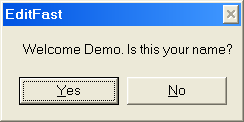 EditFast
Welcome Demo. Is this your name?
Yes
No